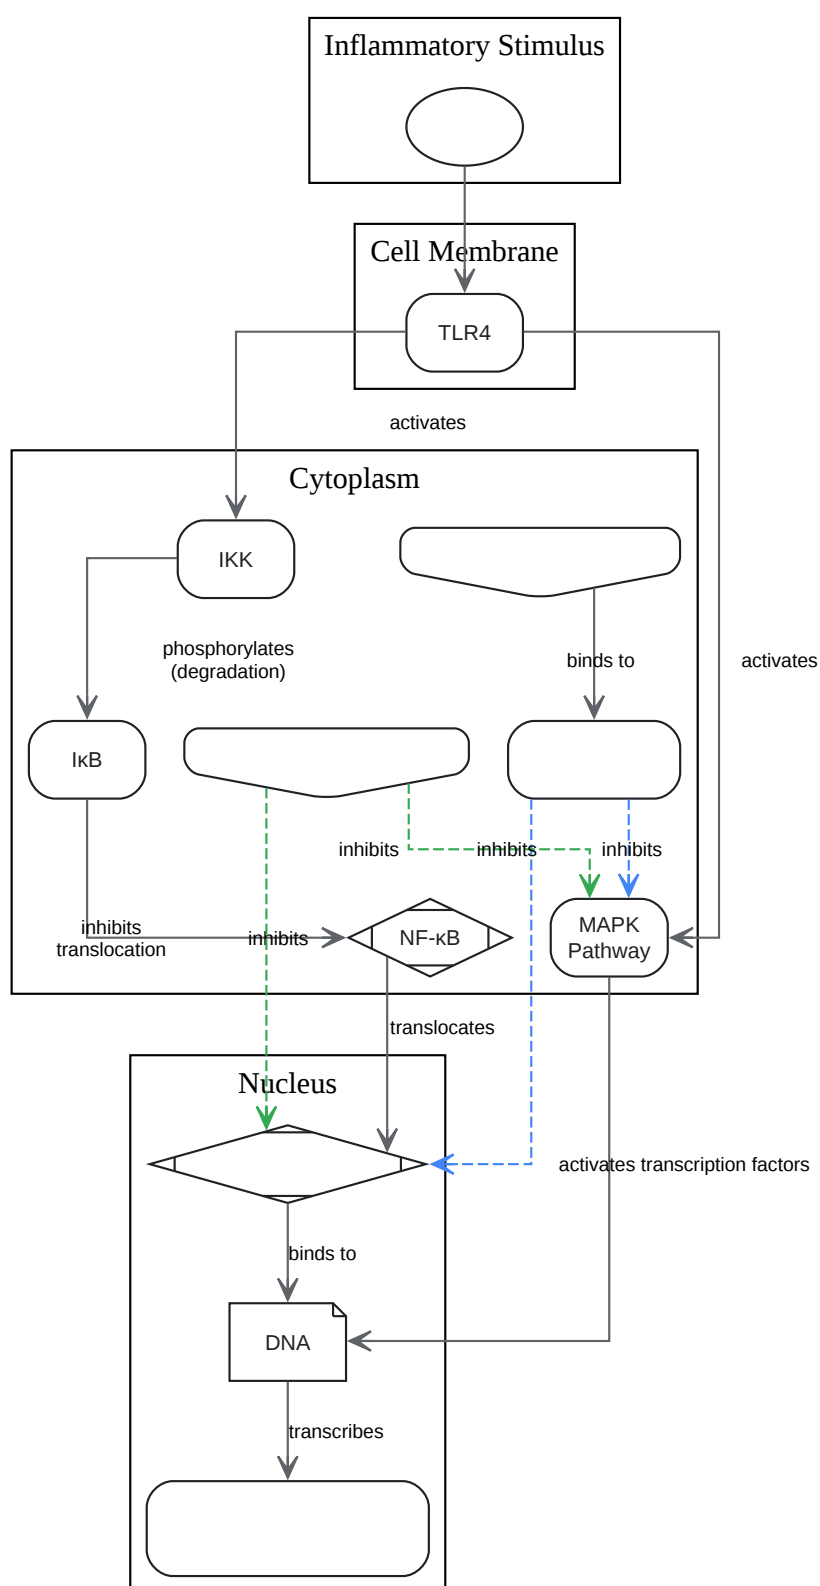 Inflammatory Stimulus
Cell Membrane
TLR4
activates
Cytoplasm
IKK
phosphorylates
(degradation)
binds to
activates
IκB
inhibits
inhibits
inhibits
inhibits
translocation
inhibits
NF-κB
MAPK
Pathway
translocates
Nucleus
activates transcription factors
binds to
DNA
transcribes